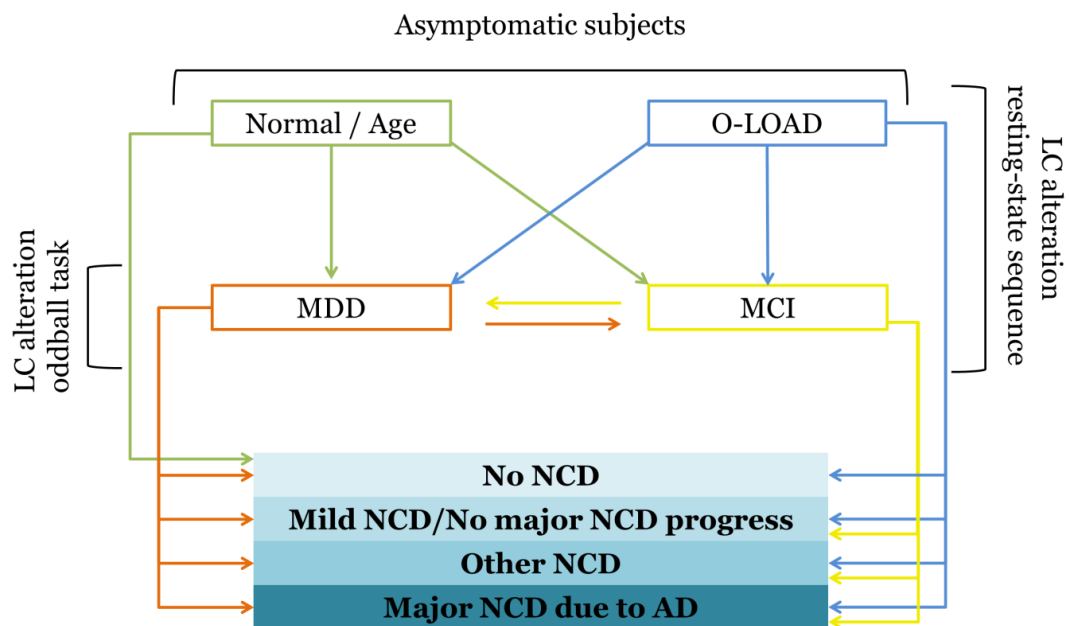 Asymptomatic subjects
Normal / Age
O-LOAD
LC alteration
resting-state sequence
LC alteration
oddball task
MDD
MCI
No NCD
Mild NCD/No major NCD progress
Other NCD
Major NCD due to AD